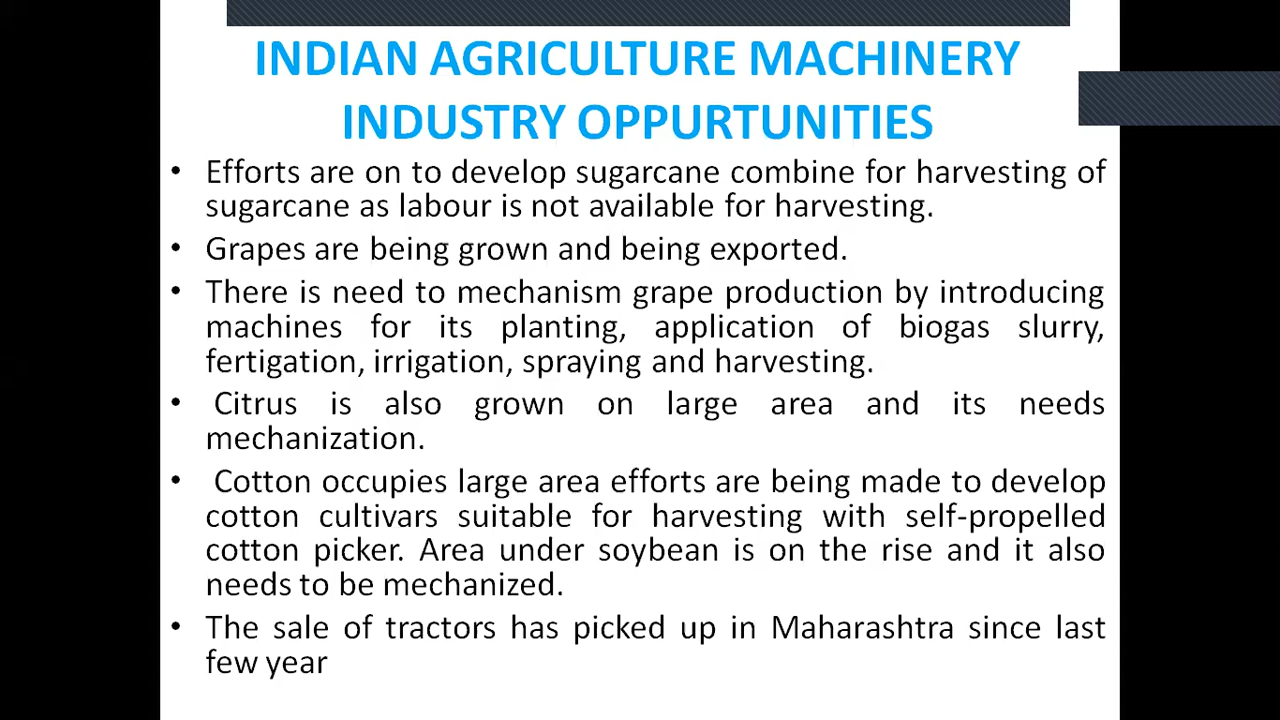 INDIAN AGRICULTURE MACHINERY
INDUSTRY OPPURTUNITIES
• Efforts are on to develop sugarcane combine for harvesting of
sugarcane as labour is not available for harvesting.
• Grapes are being grown and being exported.
• There is need to mechanism grape production by introducing
machines for its planting, application of biogas slurry,
fertigation, irrigation, spraying and harvesting.
• Citrus is also grown on large area and its needs
mechanization.
• Cotton occupies large area efforts are being made to develop
cotton cultivars suitable for harvesting with self-propelled
cotton picker. Area under soybean is on the rise and it also
needs to be mechanized.
• The sale of tractors has picked up in Maharashtra since last
few year